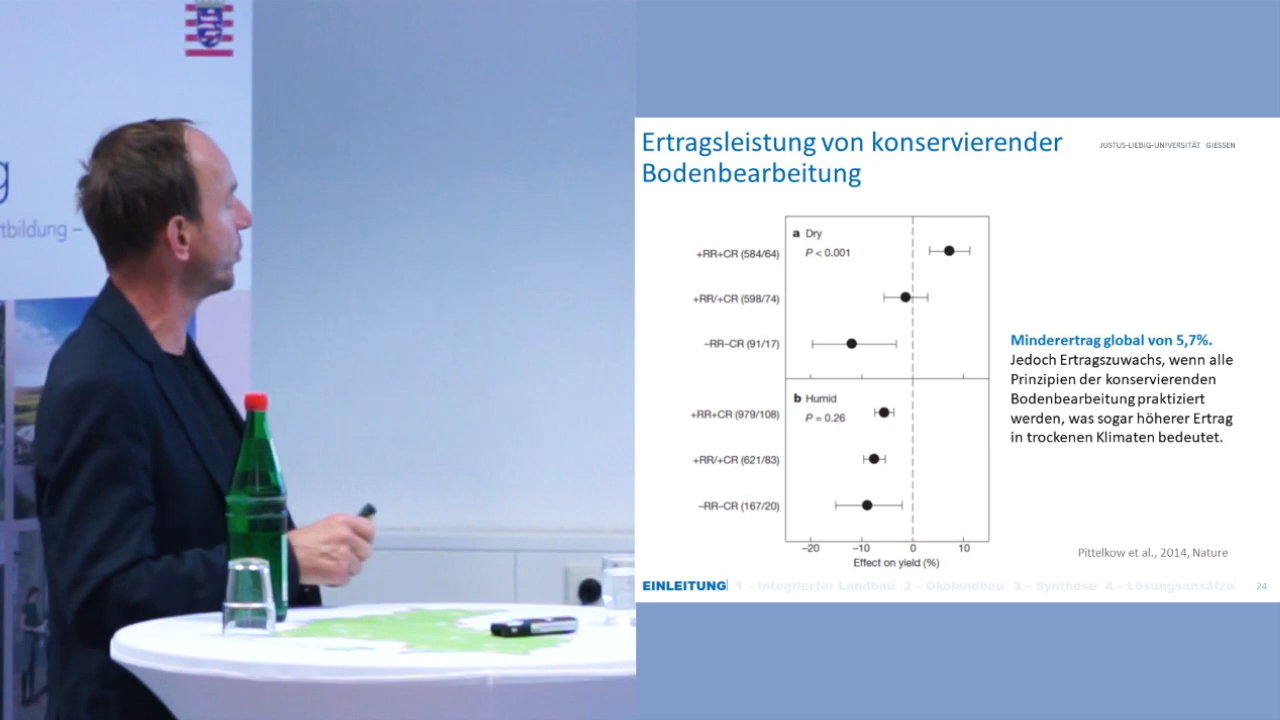 g
tbildung –
Ertragsleistung von konservierender
Bodenbearbeitung
JUSTUS-LIEBIG-UNIVERSITÄT GIESSEN
a Dry
P < 0.001
+RR+CR (584/64)
+RR/+CR (598/74)
–RR–CR (91/17)
b Humid
P = 0.26
+RR+CR (979/108)
+RR/+CR (621/83)
–RR–CR (167/20)
–20 –10 0 10
Effect on yield (%)
Minderertrag global von 5,7%.
Jedoch Ertragszuwachs, wenn alle
Prinzipien der konservierenden
Bodenbearbeitung praktiziert
werden, was sogar höherer Ertrag
in trockenen Klimaten bedeutet.
Pittelkow et al., 2014, Nature
EINLEITUNG| 1 – Integrierter Landbau| 2 – Ökolandbau| 3 – Synthese| 4 – Lösungsansätze
24